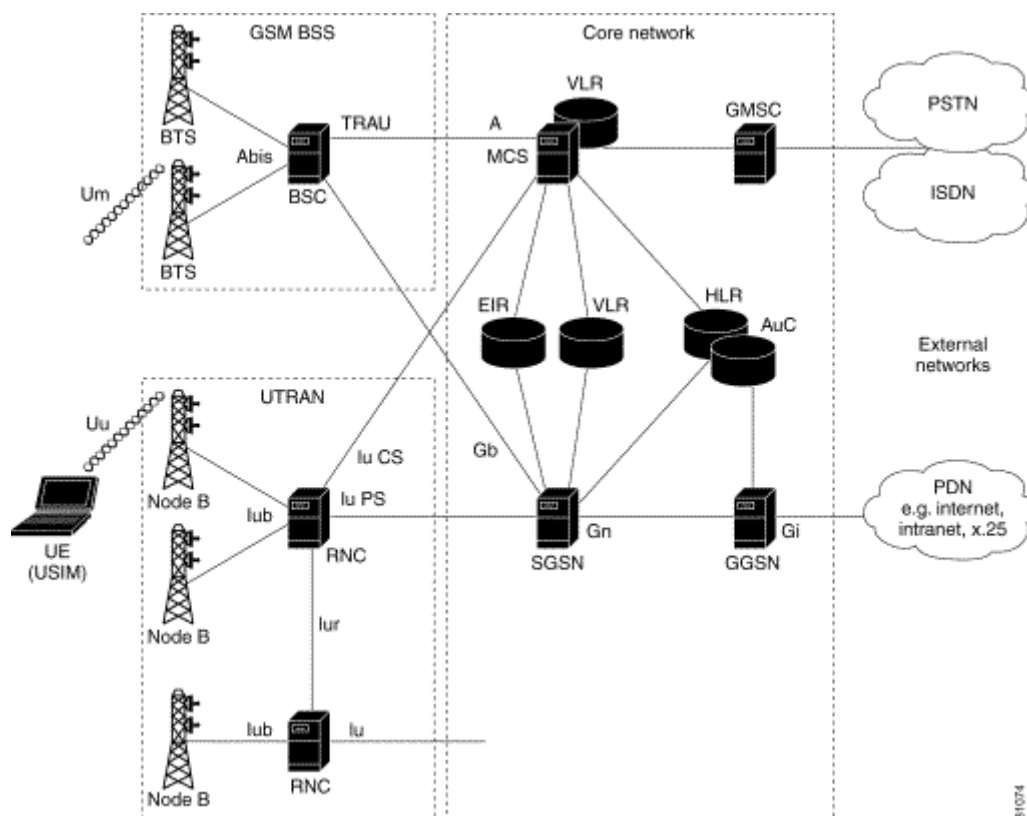 GSM BSS
Core network
VLR
GMSC
PSTN
BTS
TRAU
A
Abis
MCS
BSC
Um
ISDN
BTS
EIR
VLR
HLR
AuC
External
networks
UTRAN
Uu
Iu CS
Gb
Node B
Iu PS
PDN
e.g. internet,
intranet, x.25
Iub
Gn
Gi
UE
(USIM)
RNC
SGSN
GGSN
Node B
Iur
Iub
Iu
RNC
Node B
81074